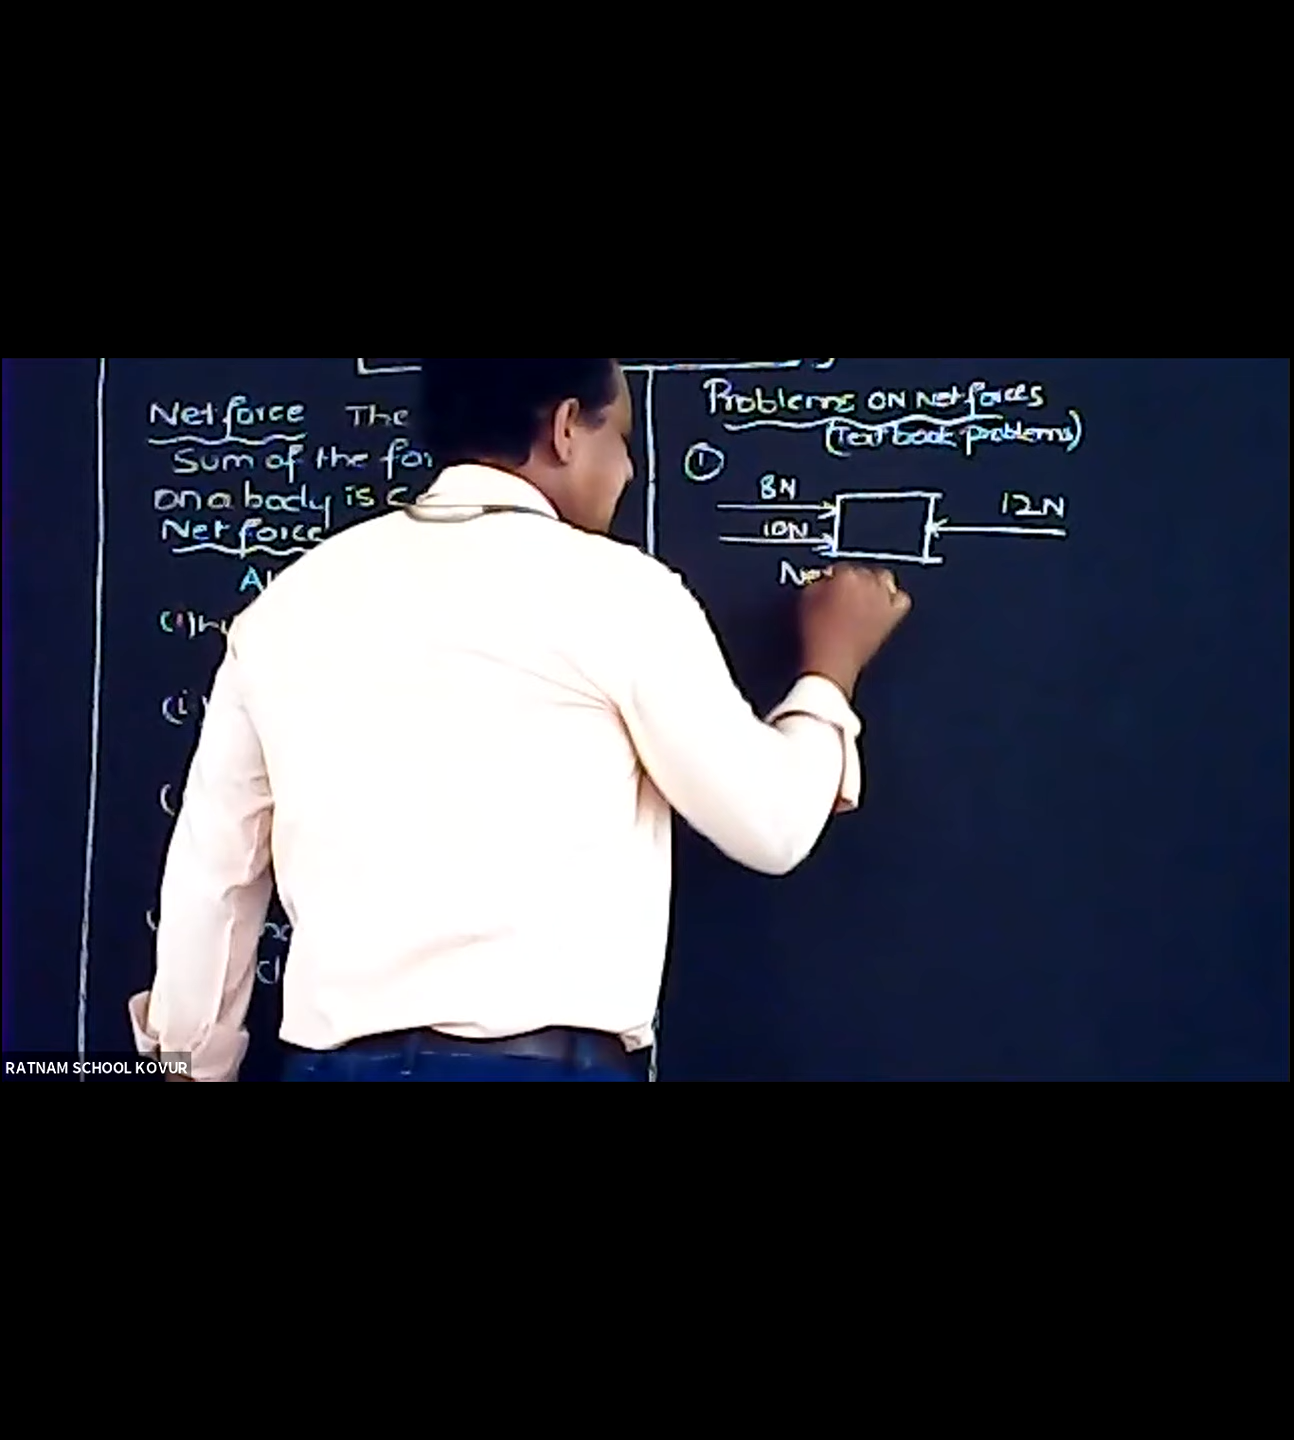 Net force The
Sum of the for
on a body is c
Net force
Al
(i)
(i
(
Problems ON Net forces
(Text book problems)
①
8N
10N
12N
RATNAM SCHOOL KOVUR